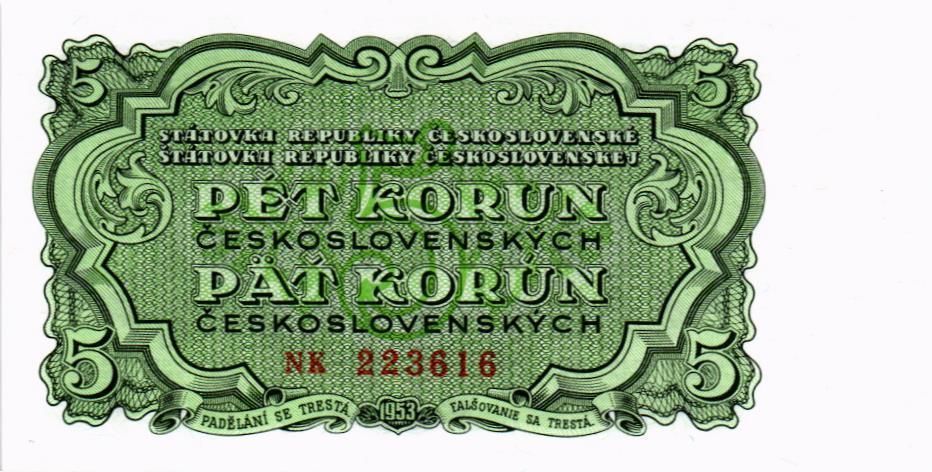 5 5
STÁTOVKA REPUBLIKY ČESKOSLOVENSKÉ
ŠTÁTOVKA REPUBLIKY ČESKOSLOVENSKEJ
PĚT KORUN
ČESKOSLOVENSKÝCH
PÄŤ KORÚN
ČESKOSLOVENSKÝCH
NK 223616
5 5
PADĚLÁNÍ SE TRESTÁ 1953 FALŠOVANIE SA TRESTÁ.